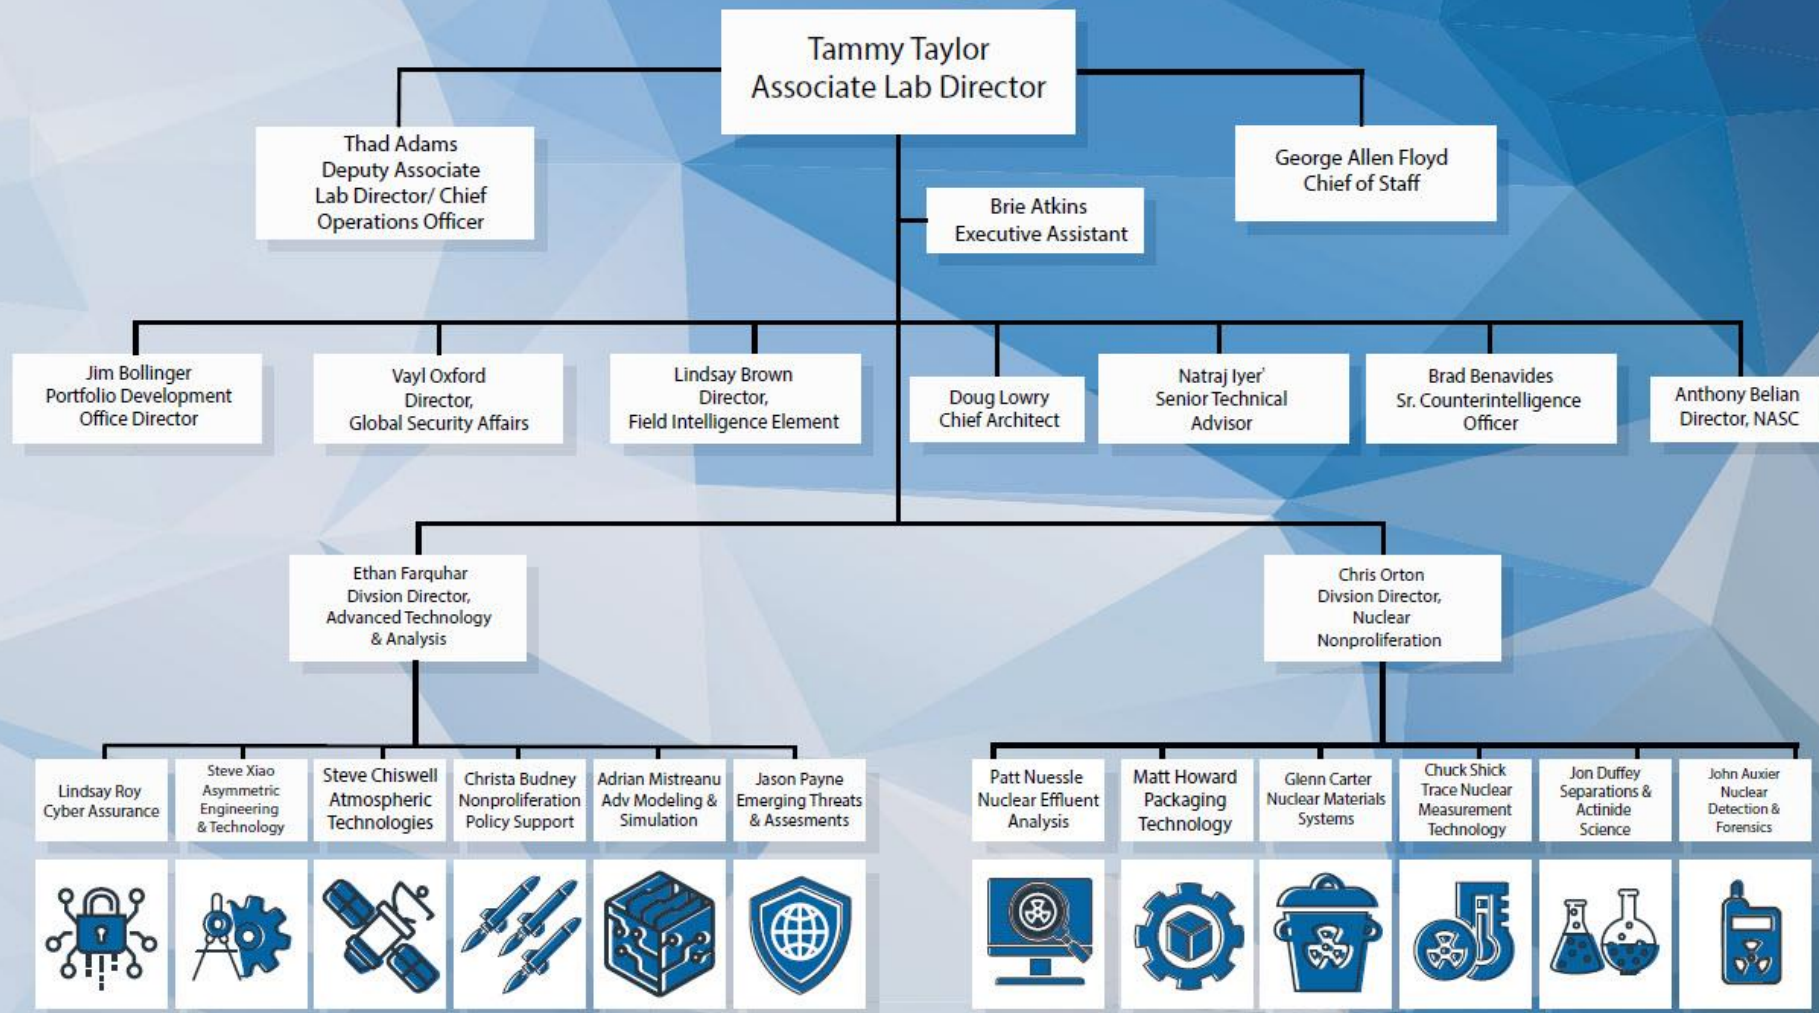 Tammy Taylor
Associate Lab Director
Thad Adams
Deputy Associate
Lab Director/ Chief
Operations Officer
George Allen Floyd
Chief of Staff
Brie Atkins
Executive Assistant
Jim Bollinger
Portfolio Development
Office Director
Vayl Oxford
Director,
Global Security Affairs
Lindsay Brown
Director,
Field Intelligence Element
Doug Lowry
Chief Architect
Natraj Iyer'
Senior Technical
Advisor
Brad Benavides
Sr. Counterintelligence
Officer
Anthony Belian
Director, NASC
Ethan Farquhar
Divsion Director,
Advanced Technology
& Analysis
Chris Orton
Divsion Director,
Nuclear
Nonproliferation
Lindsay Roy
Cyber Assurance
Steve Xiao
Asymmetric
Engineering
& Technology
Steve Chiswell
Atmospheric
Technologies
Christa Budney
Nonproliferation
Policy Support
Adrian Mistreanu
Adv Modeling &
Simulation
Jason Payne
Emerging Threats
& Assesments
Patt Nuessle
Nuclear Effluent
Analysis
Matt Howard
Packaging
Technology
Glenn Carter
Nuclear Materials
Systems
Chuck Shick
Trace Nuclear
Measurement
Technology
Jon Duffey
Separations &
Actinide
Science
John Auxier
Nuclear
Detection &
Forensics